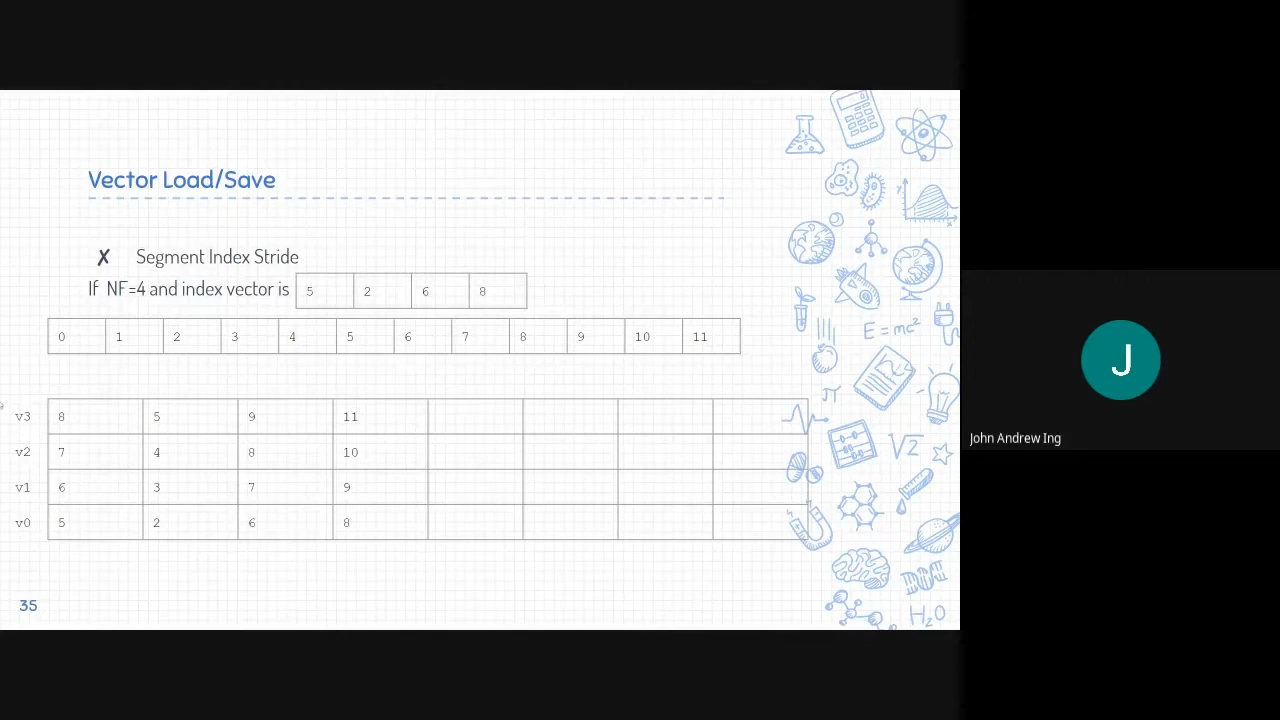 Vector Load/Save
✗ Segment Index Stride
If NF=4 and index vector is 5 2 6 8
0 1 2 3 4 5 6 7 8 9 10 11
v3 8 5 9 11
v2 7 4 8 10
v1 6 3 7 9
v0 5 2 6 8
35
y
x
E=mc²
π
√2
DNA
H₂O
J
John Andrew Ing